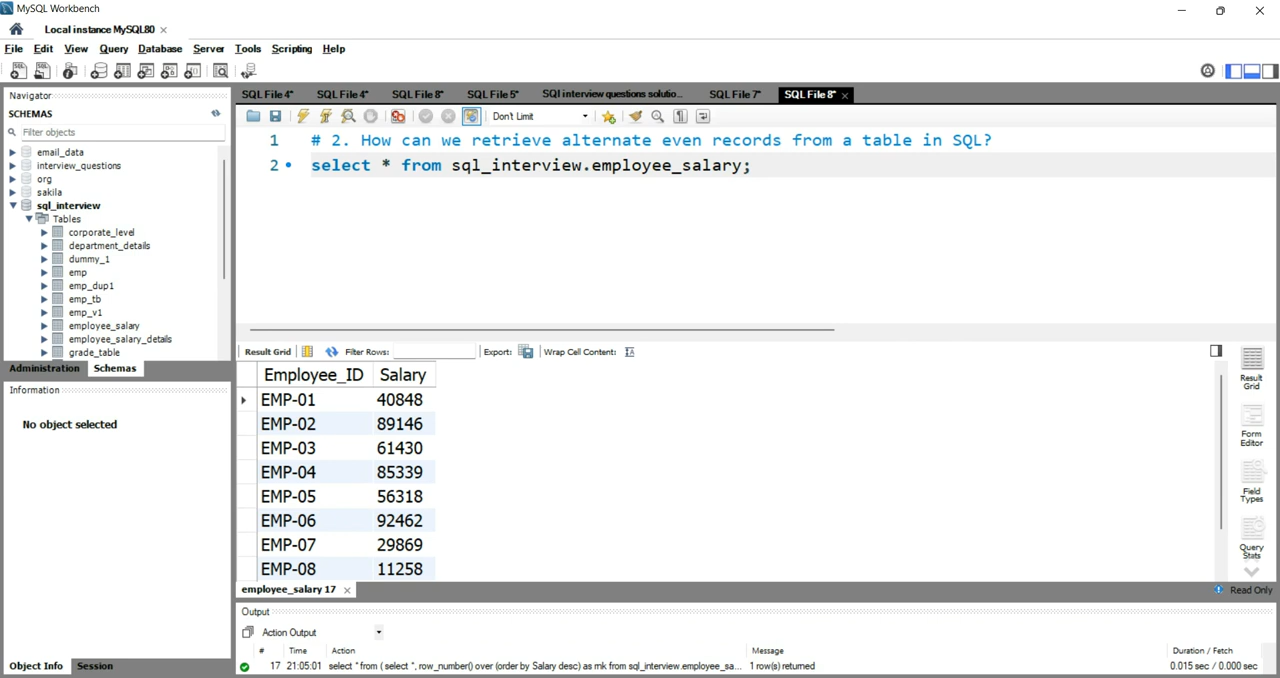 MySQL Workbench
Local instance MySQL80
File Edit View Query Database Server Tools Scripting Help
Navigator
SCHEMAS
Filter objects
email_data
interview_questions
org
sakila
sql_interview
Tables
corporate_level
department_details
dummy_1
emp
emp_dup1
emp_tb
emp_v1
employee_salary
employee_salary_details
grade_table
Administration Schemas
Information
No object selected
Object Info Session
SQL File 4* SQL File 4* SQL File 8* SQL File 5* SQl interview questions solutio... SQL File 7* SQL File 8*
Don't Limit
1 # 2. How can we retrieve alternate even records from a table in SQL?
2 select * from sql_interview.employee_salary;
Result Grid Filter Rows: Export: Wrap Cell Content:
Employee_ID Salary
EMP-01 40848
EMP-02 89146
EMP-03 61430
EMP-04 85339
EMP-05 56318
EMP-06 92462
EMP-07 29869
EMP-08 11258
Result Grid
Form Editor
Field Types
Query Stats
employee_salary 17
Read Only
Output
Action Output
# Time Action Message Duration / Fetch
17 21:05:01 select * from ( select *, row_number() over (order by Salary desc) as rnk from sql_interview.employee_sa... 1 row(s) returned 0.015 sec / 0.000 sec